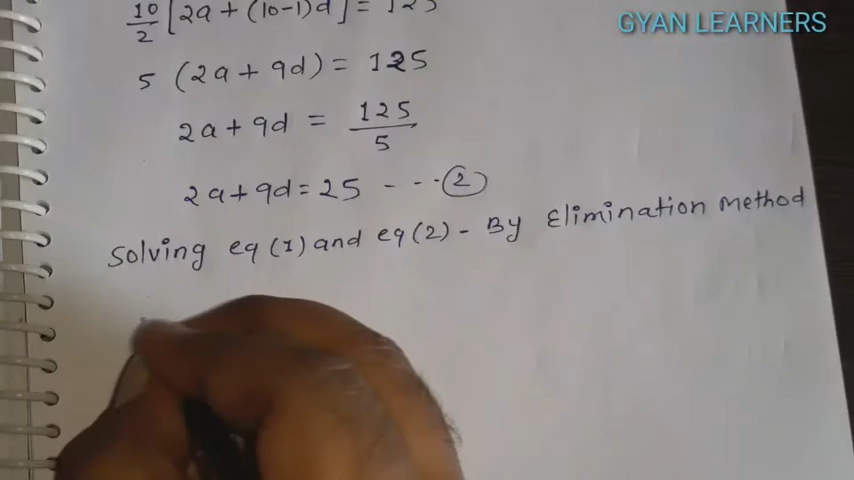 GYAN LEARNERS
10/2 [2a + (10-1)d] = 125
5 (2a + 9d) = 125
2a + 9d = 125/5
2a + 9d = 25 - - - (2)
Solving eq (1) and eq (2) - By Elimination Method